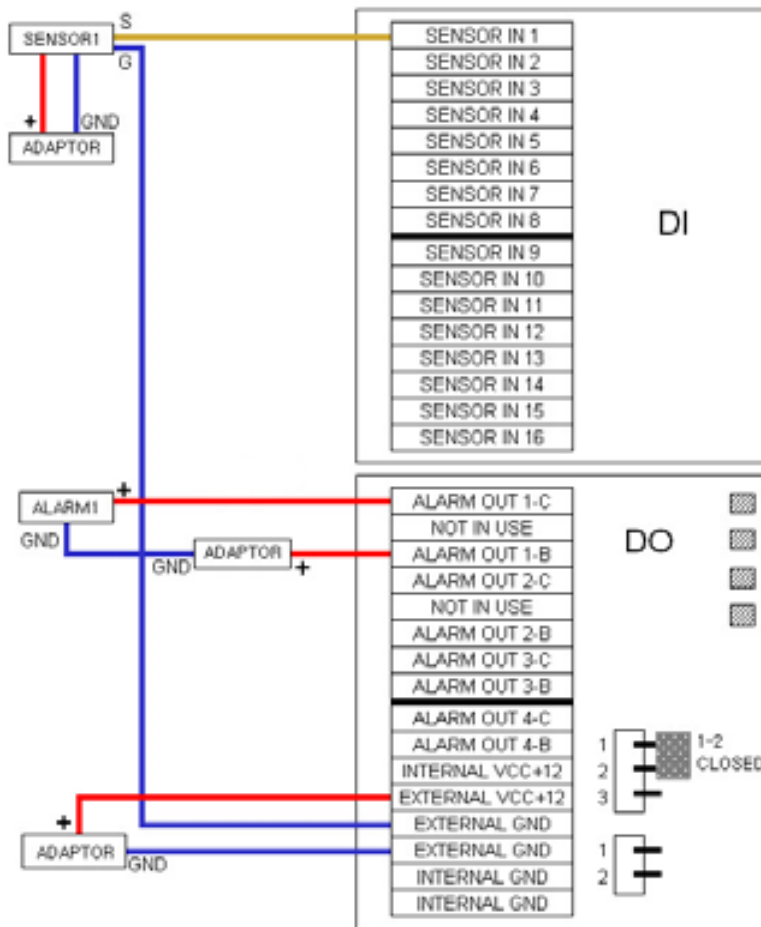 S
SENSOR1
G
+
GND
ADAPTOR
SENSOR IN 1
SENSOR IN 2
SENSOR IN 3
SENSOR IN 4
SENSOR IN 5
SENSOR IN 6
SENSOR IN 7
SENSOR IN 8
SENSOR IN 9
SENSOR IN 10
SENSOR IN 11
SENSOR IN 12
SENSOR IN 13
SENSOR IN 14
SENSOR IN 15
SENSOR IN 16
DI
+
ALARM1
GND
GND
ADAPTOR
+
ALARM OUT 1-C
NOT IN USE
ALARM OUT 1-B
ALARM OUT 2-C
NOT IN USE
ALARM OUT 2-B
ALARM OUT 3-C
ALARM OUT 3-B
ALARM OUT 4-C
ALARM OUT 4-B
INTERNAL VCC+12
EXTERNAL VCC+12
EXTERNAL GND
EXTERNAL GND
INTERNAL GND
INTERNAL GND
DO
1
2
3
1-2
CLOSED
1
2
+
ADAPTOR
GND